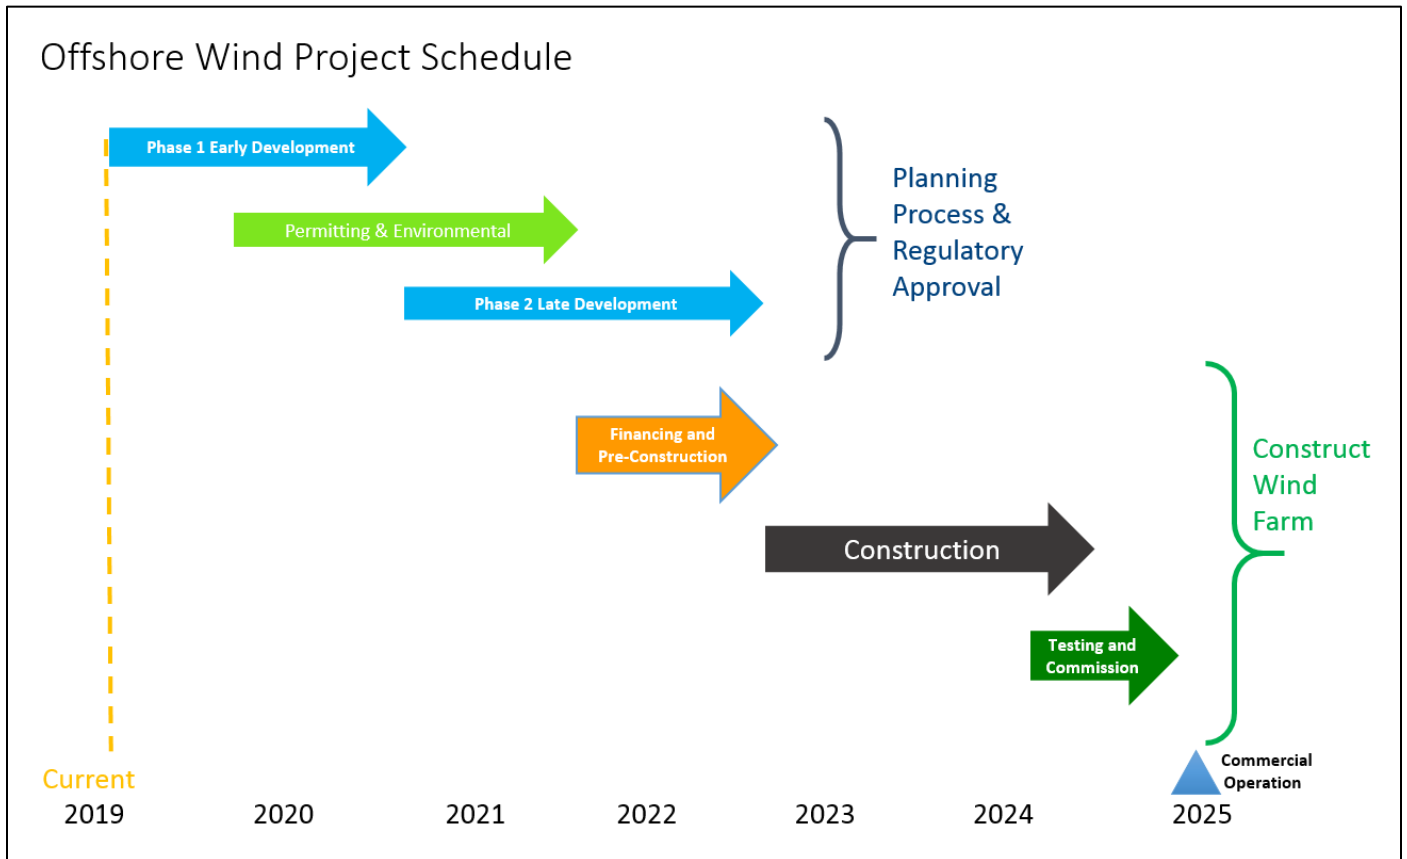 Offshore Wind Project Schedule
Phase 1 Early Development
Permitting & Environmental
Phase 2 Late Development
Planning
Process &
Regulatory
Approval
Financing and
Pre-Construction
Construction
Testing and
Commission
Construct
Wind
Farm
Commercial
Operation
Current
2019 2020 2021 2022 2023 2024 2025